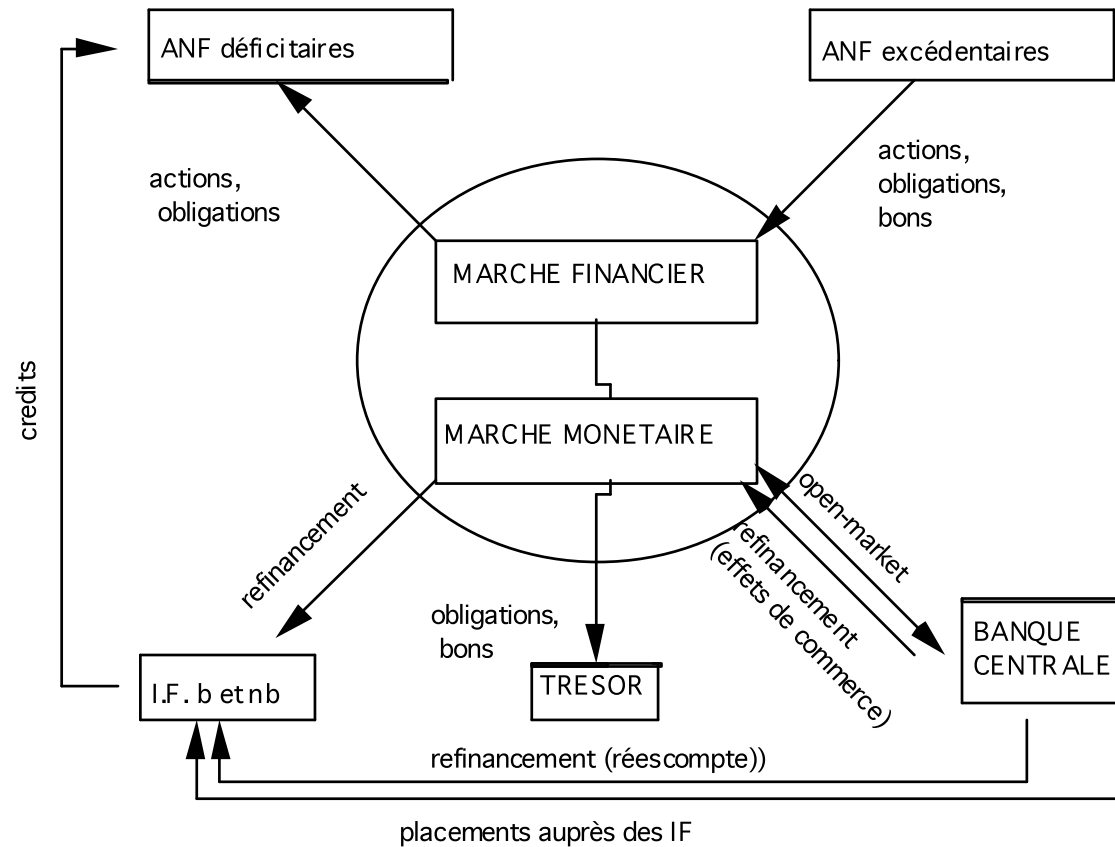 ANF déficitaires
ANF excédentaires
actions,
obligations
actions,
obligations,
bons
MARCHE FINANCIER
credits
MARCHE MONETAIRE
refinancement
open-market
refinancement
(effets de commerce)
obligations,
bons
BANQUE
CENTRALE
I.F. b et nb
TRESOR
refinancement (réescompte))
placements auprès des IF